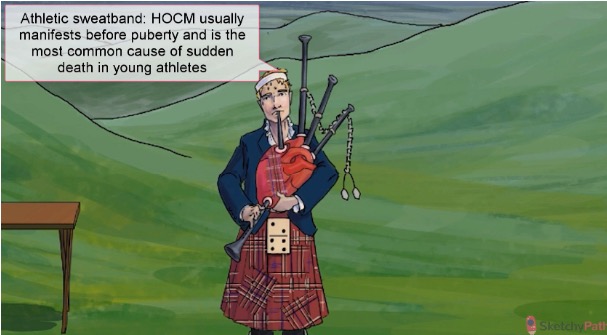 Athletic sweatband: HOCM usually
manifests before puberty and is the
most common cause of sudden
death in young athletes
SketchyPath